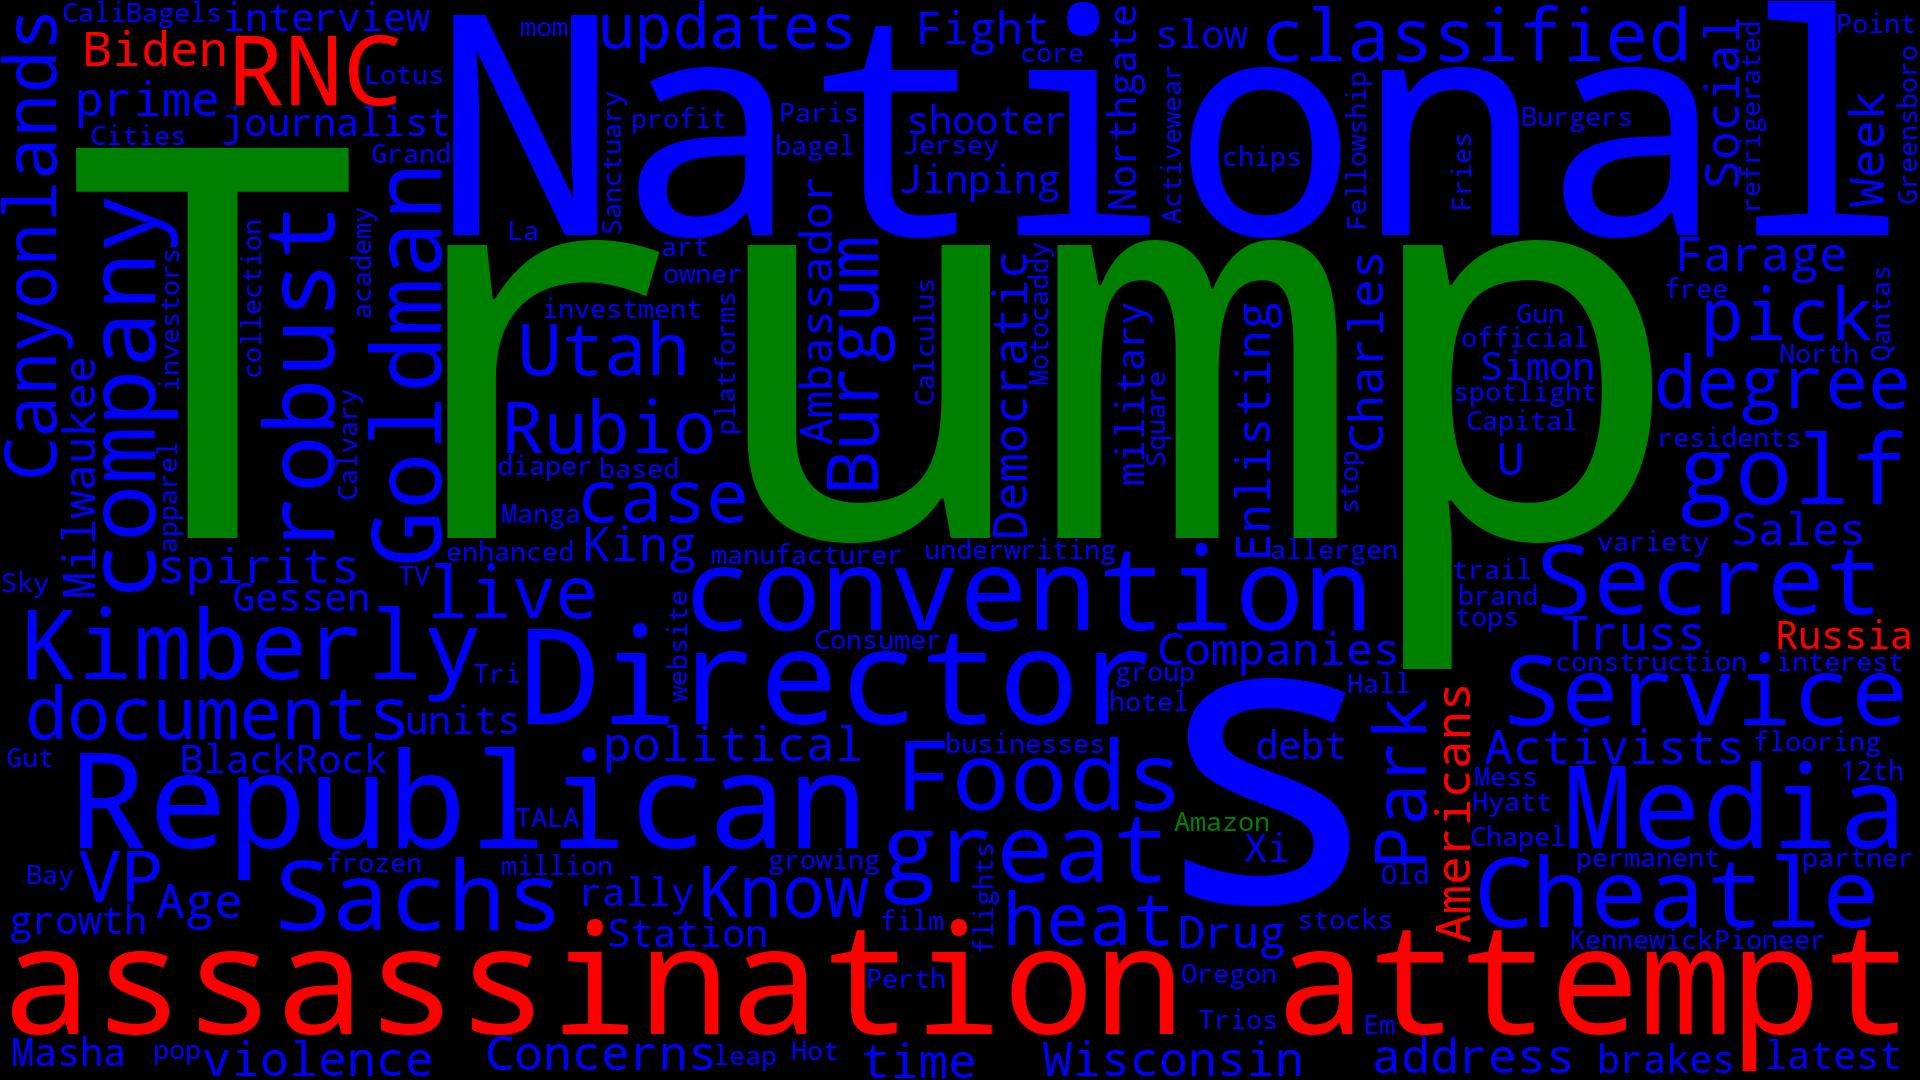 CaliBagels interview mom updates Fight core slow classified Social Point
Biden RNC Lotus National Northgate
Canyonlands prime journalist Cities Grand Sanctuary profit Paris bagel shooter Jersey Jinping Activewear chips Fellowship Fries Burgers refrigerated Week Greensboro
Trump
company investors collection robust academy Goldman La art owner investment Utah platforms Ambassador Burgum Calculus Democratic Motocaddy military Square Enlisting Charles stop
Gun official Simon spotlight Capital U
Farage free pick Qantas North degree residents golf Sales
Milwaukee apparel Calvary Rubio diaper based Manga case
Sky spirits Gessen TV enhanced King live manufacturer underwriting allergen convention
trail brand tops variety Secret Truss Russia
Kimberly Tri Director website Consumer group hotel Companies Hall construction interest Service
documents units political businesses debt Park Americans Activists flooring
Gut BlackRock Republican TALA Foods S Mess Hyatt Chapel 12th Media
Amazon Xi great
Bay VP Age frozen Sachs million growing rally Know flights heat Old permanent partner Cheatle
growth Station film Drug stocks KennewickPioneer
assassination attempt
Perth Oregon Trios Em
Masha pop violence Concerns leap Hot time Wisconsin address brakes latest